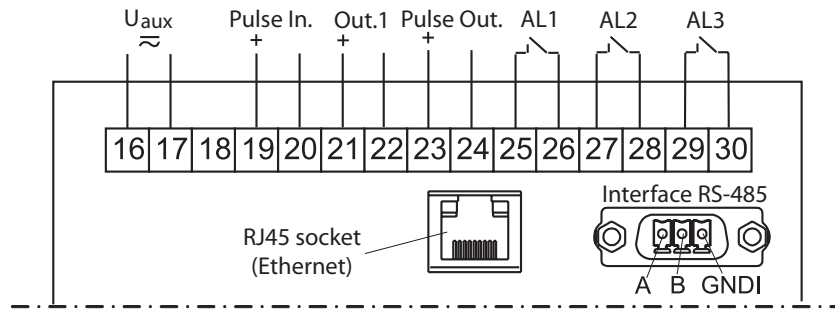 Uaux Pulse In. Out.1 Pulse Out. AL1 AL2 AL3
+ + +
16 17 18 19 20 21 22 23 24 25 26 27 28 29 30
Interface RS-485
RJ45 socket
(Ethernet)
A B GNDI